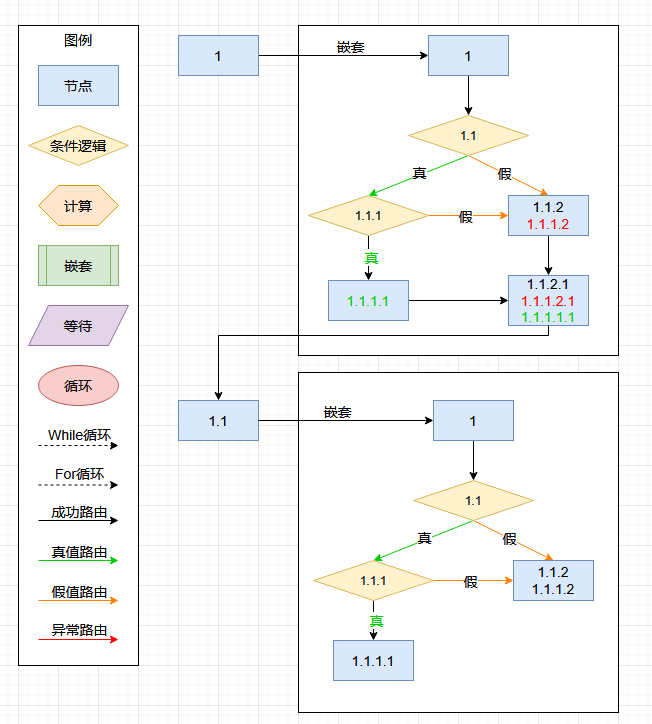 图例
节点
条件逻辑
计算
嵌套
等待
循环
While循环
For循环
成功路由
真值路由
假值路由
异常路由
1
嵌套
1
1.1
真
假
1.1.1
假
1.1.2
1.1.1.2
真
1.1.1.1
1.1.2.1
1.1.1.2.1
1.1.1.1.1
1.1
嵌套
1
1.1
真
假
1.1.1
假
1.1.2
1.1.1.2
真
1.1.1.1